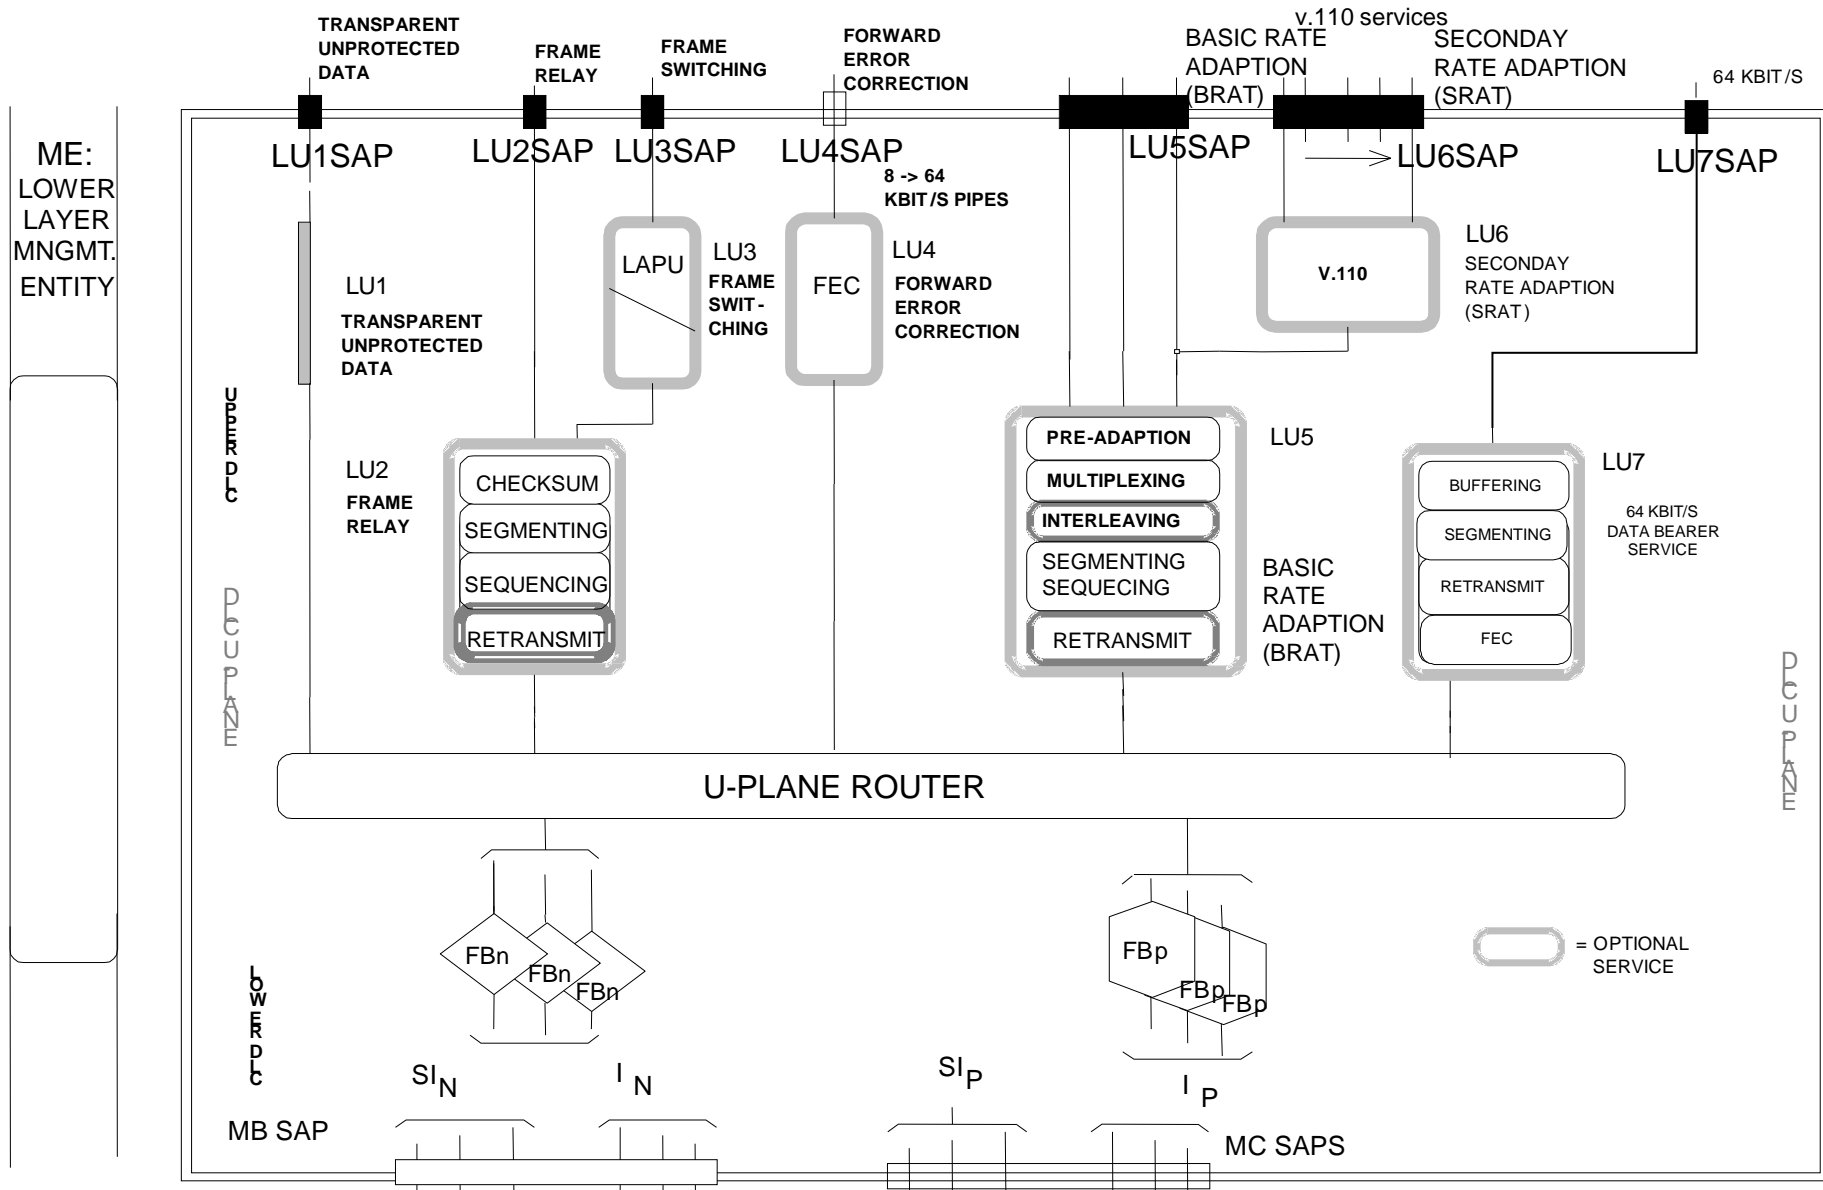 TRANSPARENT
UNPROTECTED
DATA
FRAME
RELAY
FRAME
SWITCHING
FORWARD
ERROR
CORRECTION
v.110 services
BASIC RATE
ADAPTION
(BRAT)
SECONDAY
RATE ADAPTION
(SRAT)
64 KBIT/S
LU1SAP
LU2SAP
LU3SAP
LU4SAP
LU5SAP
LU6SAP
LU7SAP
8 -> 64
KBIT/S PIPES
ME:
LOWER
LAYER
MNGMT.
ENTITY
LU1
TRANSPARENT
UNPROTECTED
DATA
LAPU
LU3
FRAME
SWIT-
CHING
FEC
LU4
FORWARD
ERROR
CORRECTION
V.110
LU6
SECONDAY
RATE ADAPTION
(SRAT)
UPPER DLC
LU2
FRAME
RELAY
CHECKSUM
SEGMENTING
SEQUENCING
RETRANSMIT
PRE-ADAPTION
MULTIPLEXING
INTERLEAVING
SEGMENTING
SEQUECING
RETRANSMIT
LU5
BASIC
RATE
ADAPTION
(BRAT)
BUFFERING
SEGMENTING
RETRANSMIT
FEC
LU7
64 KBIT/S
DATA BEARER
SERVICE
DLC U PLANE
DLC U PLANE
U-PLANE ROUTER
FBn
FBn
FBn
FBp
FBp
FBp
= OPTIONAL
SERVICE
LOWER DLC
SIN
IN
SIP
IP
MB SAP
MC SAPS